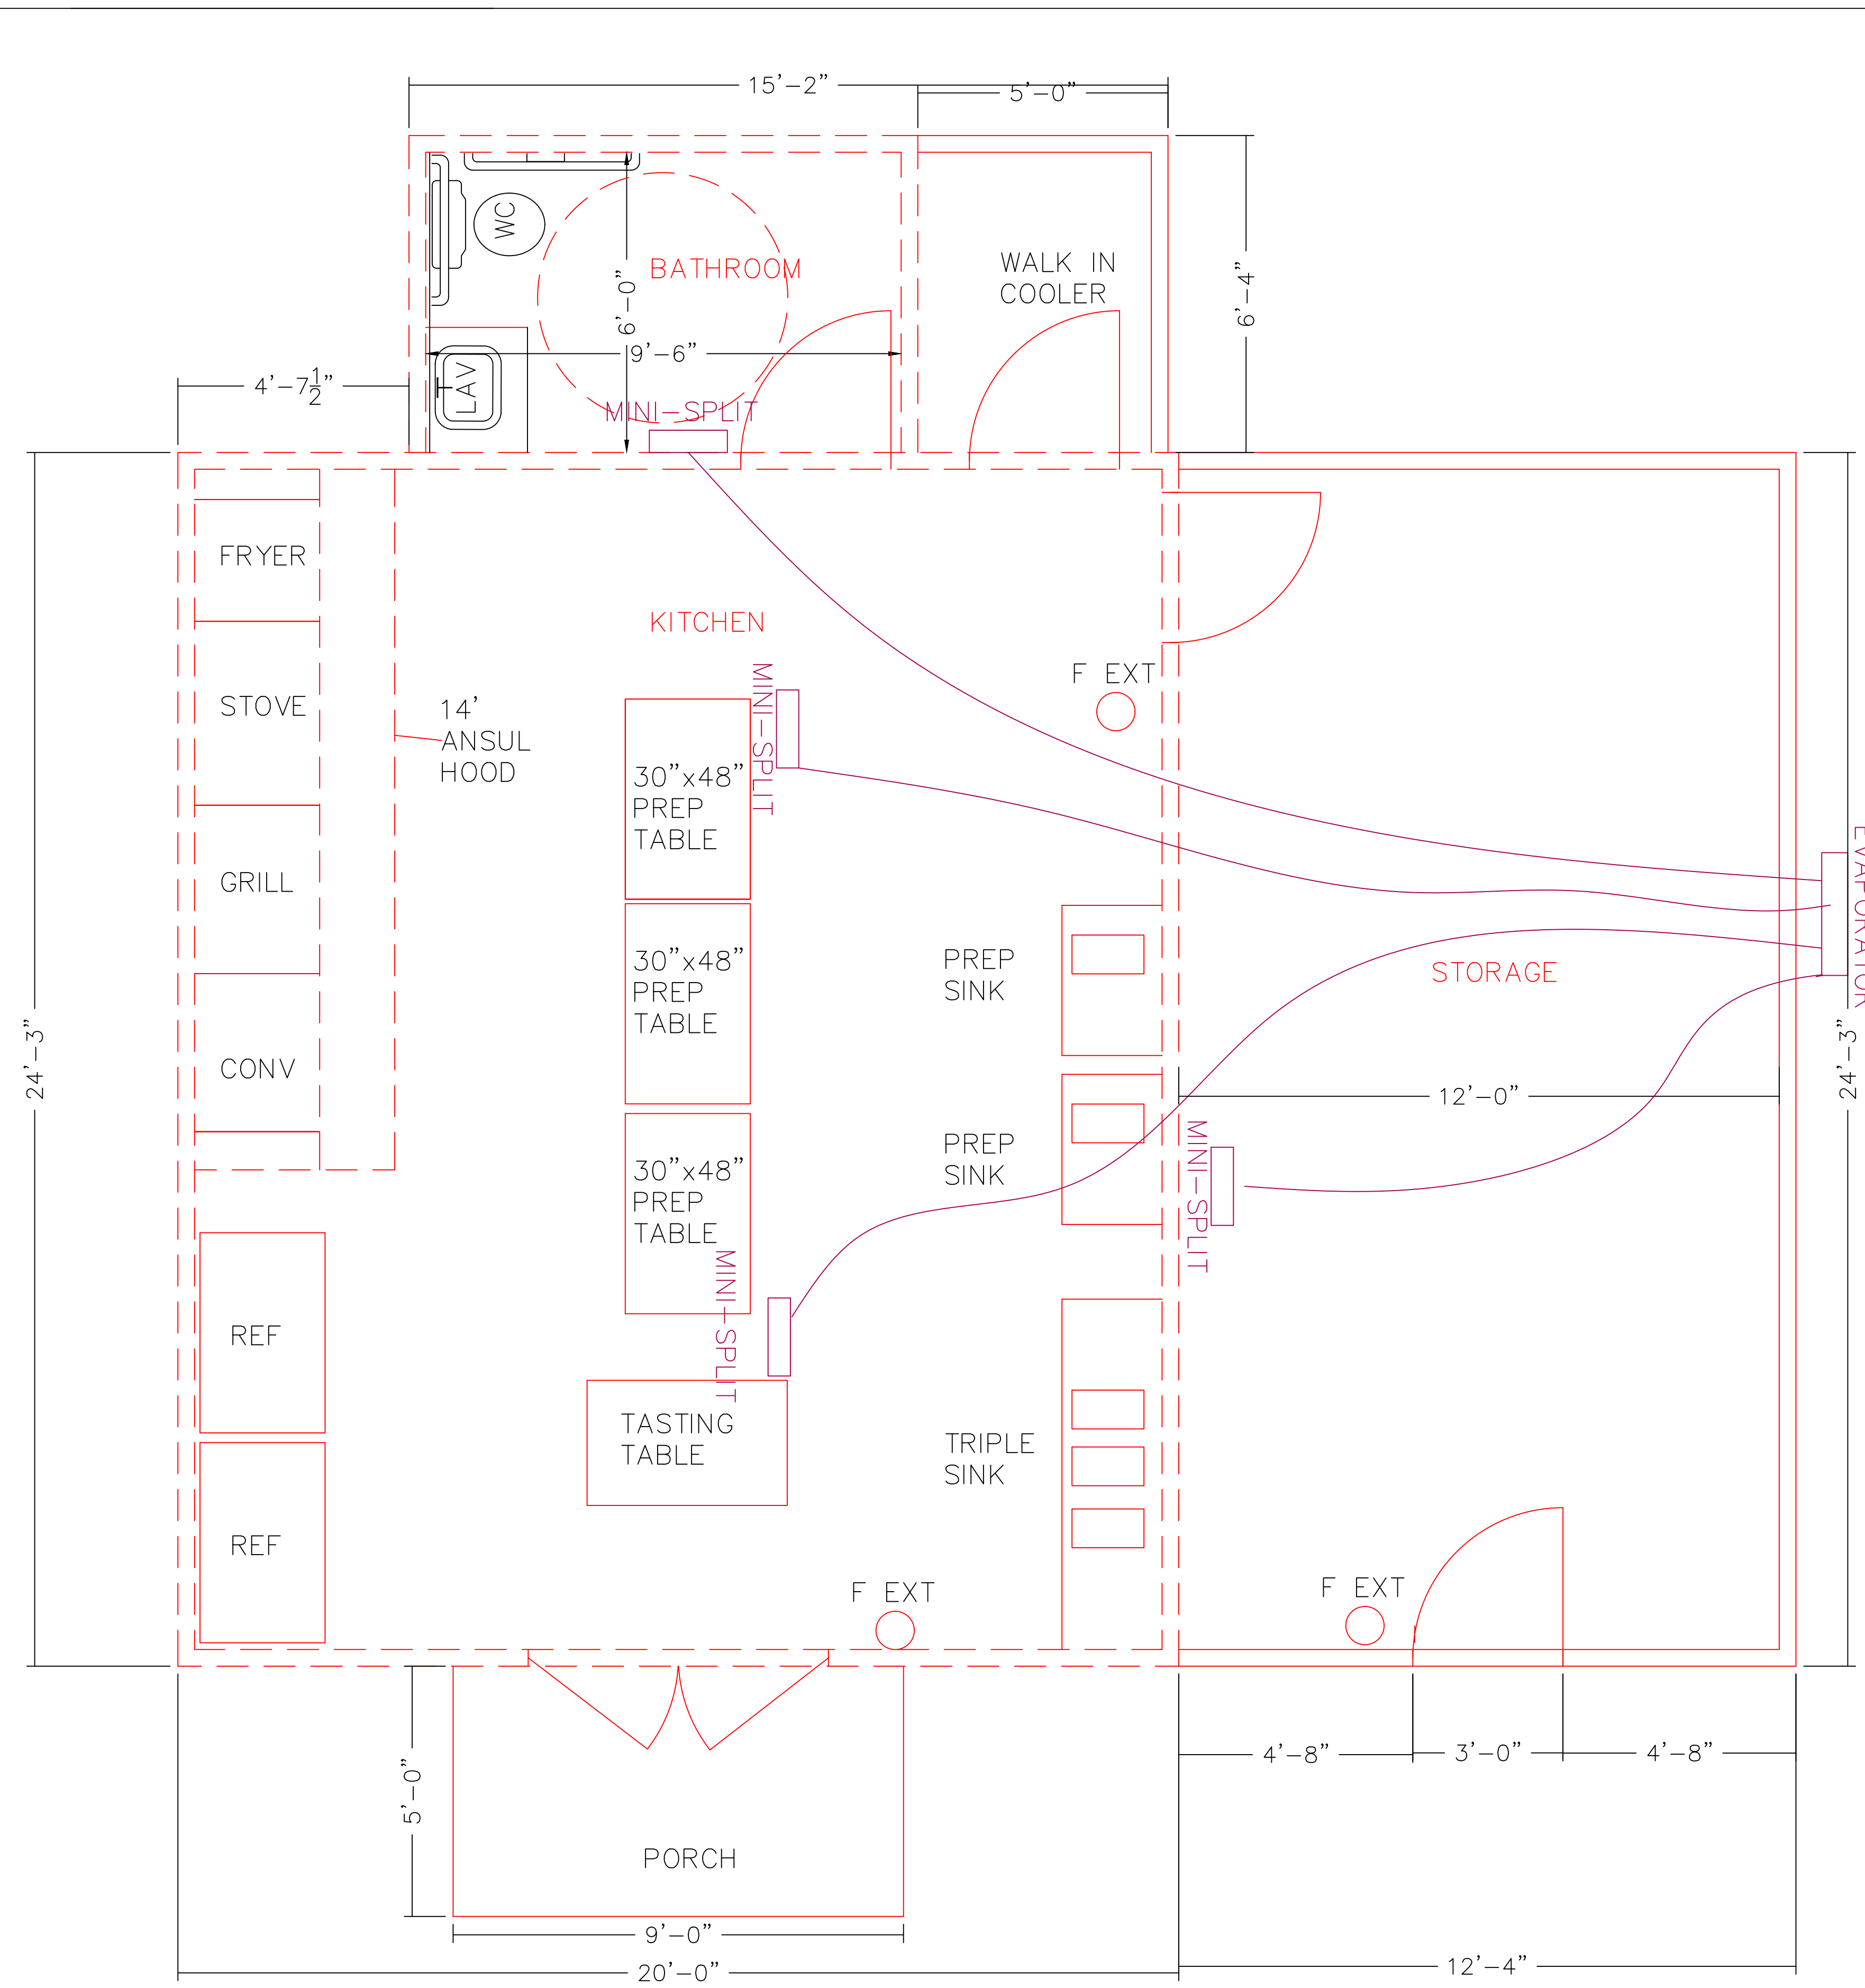 15'-2"
5'-0"
WC
BATHROOM
WALK IN
COOLER
6'-0"
6'-4"
9'-6"
4'-7 1/2"
LAV
MINI-SPLIT
FRYER
KITCHEN
F EXT
STOVE
14'
ANSUL
HOOD
MINI-SPLIT
30"x48"
PREP
TABLE
GRILL
EVAPORATOR
30"x48"
PREP
TABLE
PREP
SINK
STORAGE
24'-3"
CONV
12'-0"
24'-3"
30"x48"
PREP
TABLE
PREP
SINK
MINI-SPLIT
MINI-SPLIT
REF
TASTING
TABLE
TRIPLE
SINK
REF
F EXT
F EXT
4'-8"
3'-0"
4'-8"
5'-0"
PORCH
9'-0"
20'-0"
12'-4"